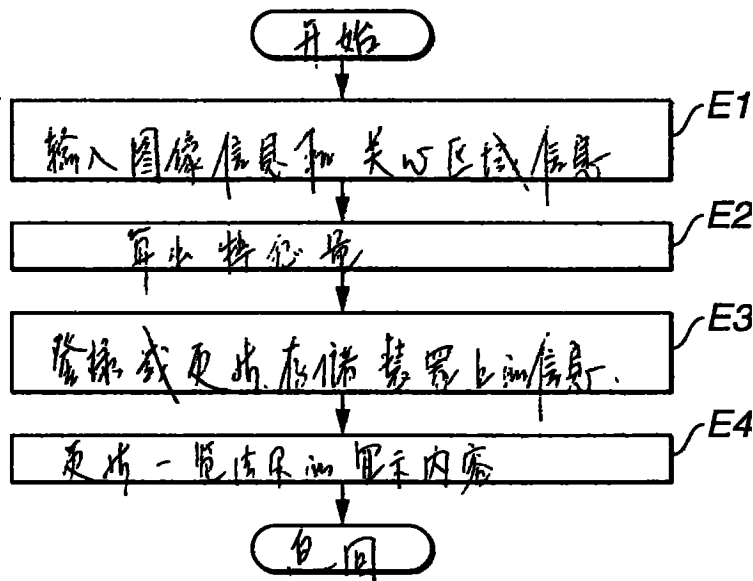 开始
E1
输入图像信息和关心区域信息
E2
算出特征量
E3
登录或更新存储装置上的信息.
E4
更新一览结果的显示内容
返回